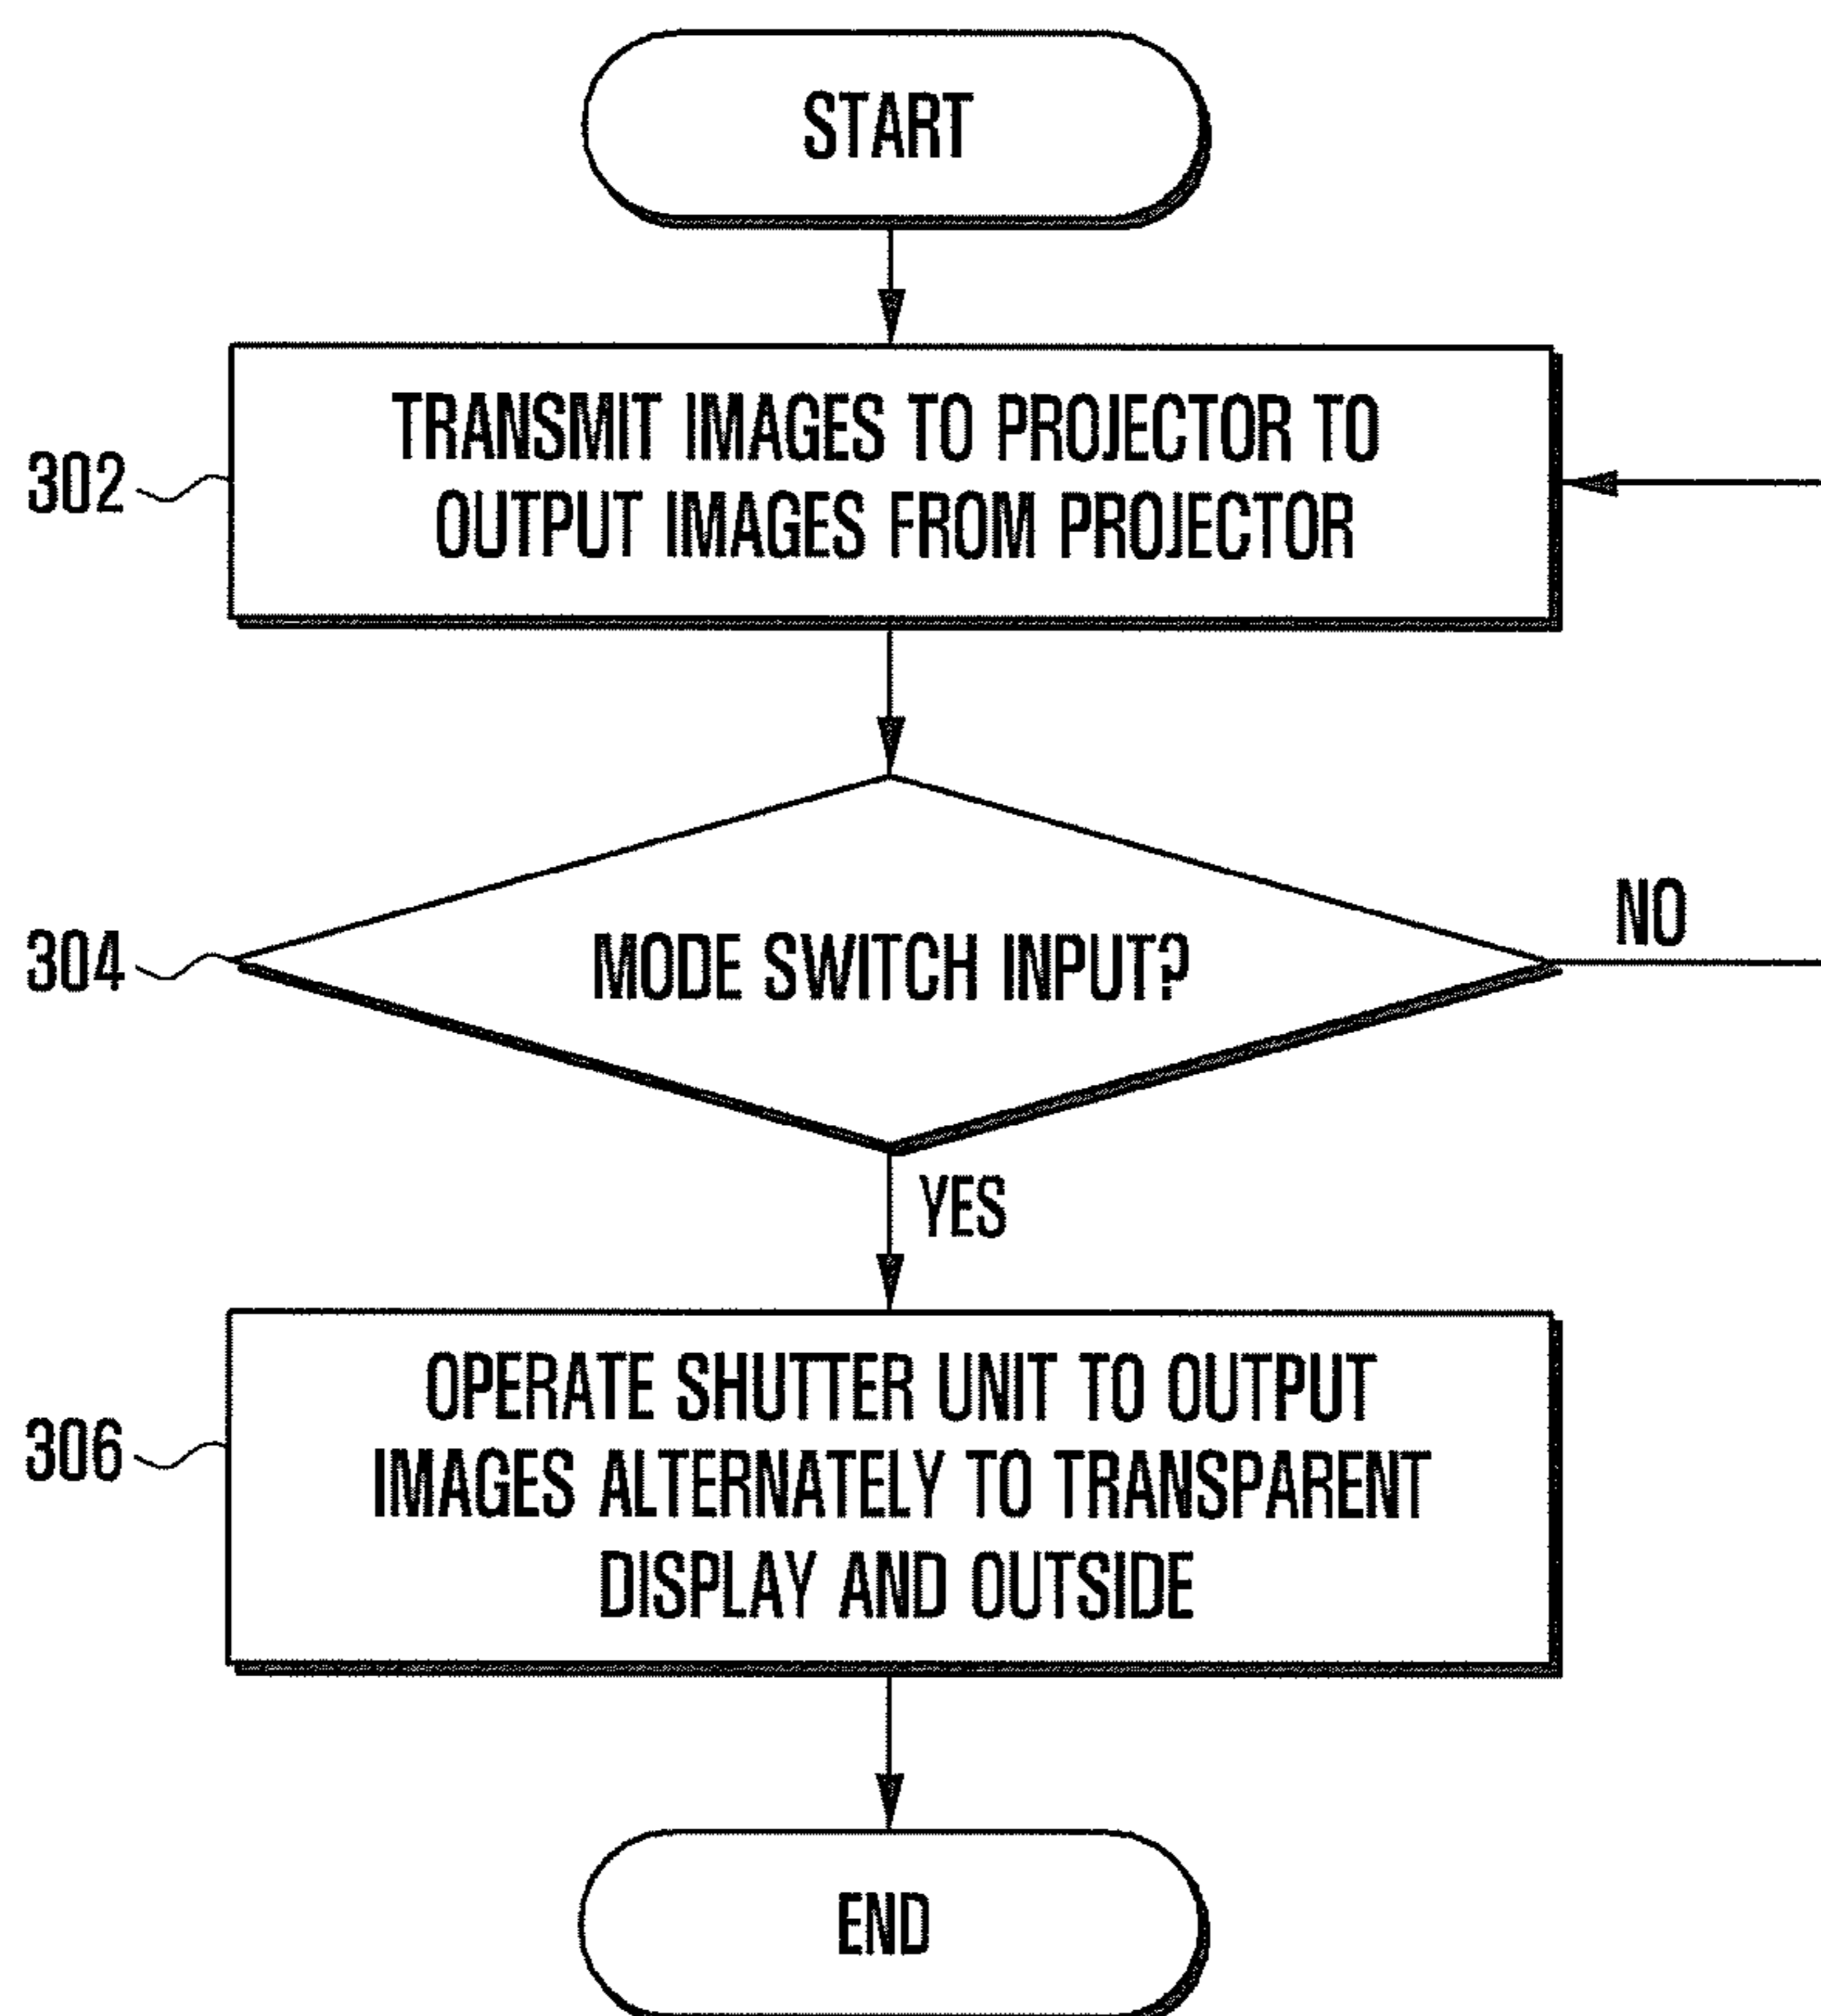 START
302
TRANSMIT IMAGES TO PROJECTOR TO
OUTPUT IMAGES FROM PROJECTOR
304
MODE SWITCH INPUT?
NO
YES
306
OPERATE SHUTTER UNIT TO OUTPUT
IMAGES ALTERNATELY TO TRANSPARENT
DISPLAY AND OUTSIDE
END